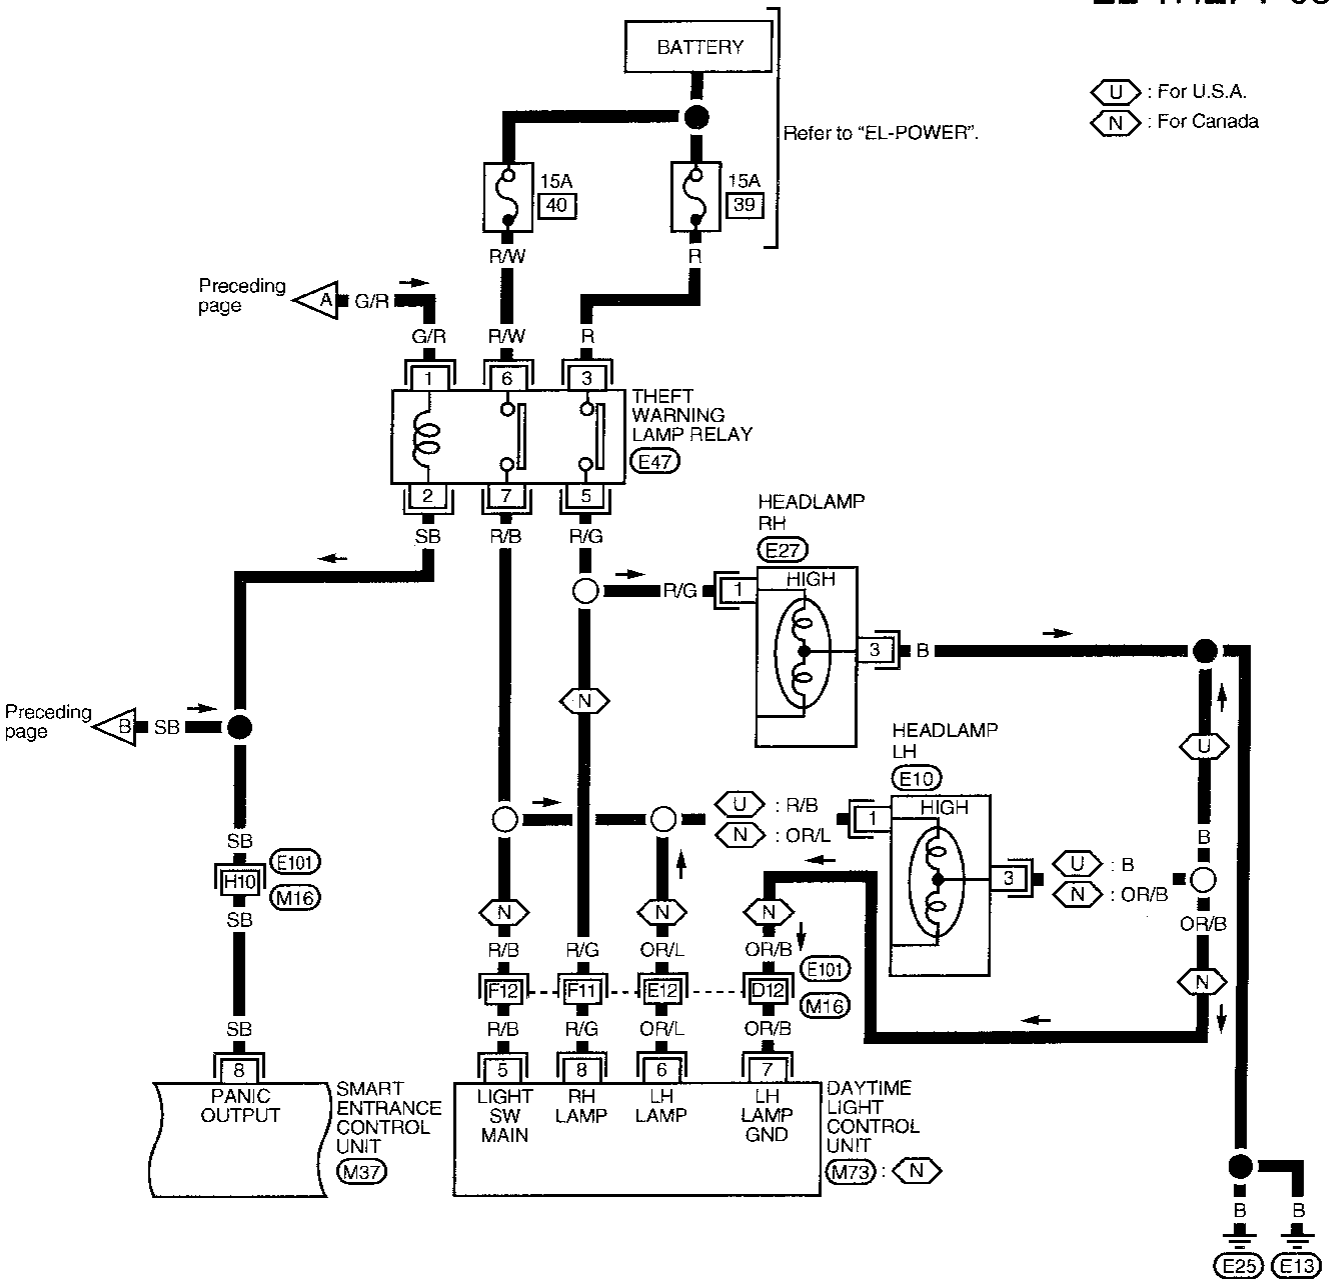 BATTERY
U : For U.S.A.
N : For Canada
Refer to "EL-POWER".
15A
40
15A
39
R/W
R
Preceding
page
A
G/R
G/R
R/W
R
1
6
3
THEFT
WARNING
LAMP RELAY
E47
2
7
5
SB
R/B
R/G
HEADLAMP
RH
E27
HIGH
R/G
1
3
B
N
U
Preceding
page
B
SB
HEADLAMP
LH
E10
HIGH
U : R/B
N : OR/L
1
3
U : B
N : OR/B
B
OR/B
N
SB
H10
E101
M16
SB
N
N
N
R/B
R/G
OR/L
OR/B
E101
M16
F12
F11
E12
D12
R/B
R/G
OR/L
OR/B
SB
8
PANIC
OUTPUT
SMART
ENTRANCE
CONTROL
UNIT
M37
5
8
6
7
LIGHT
SW
MAIN
RH
LAMP
LH
LAMP
LH
LAMP
GND
DAYTIME
LIGHT
CONTROL
UNIT
M73 : N
B
B
E25
E13